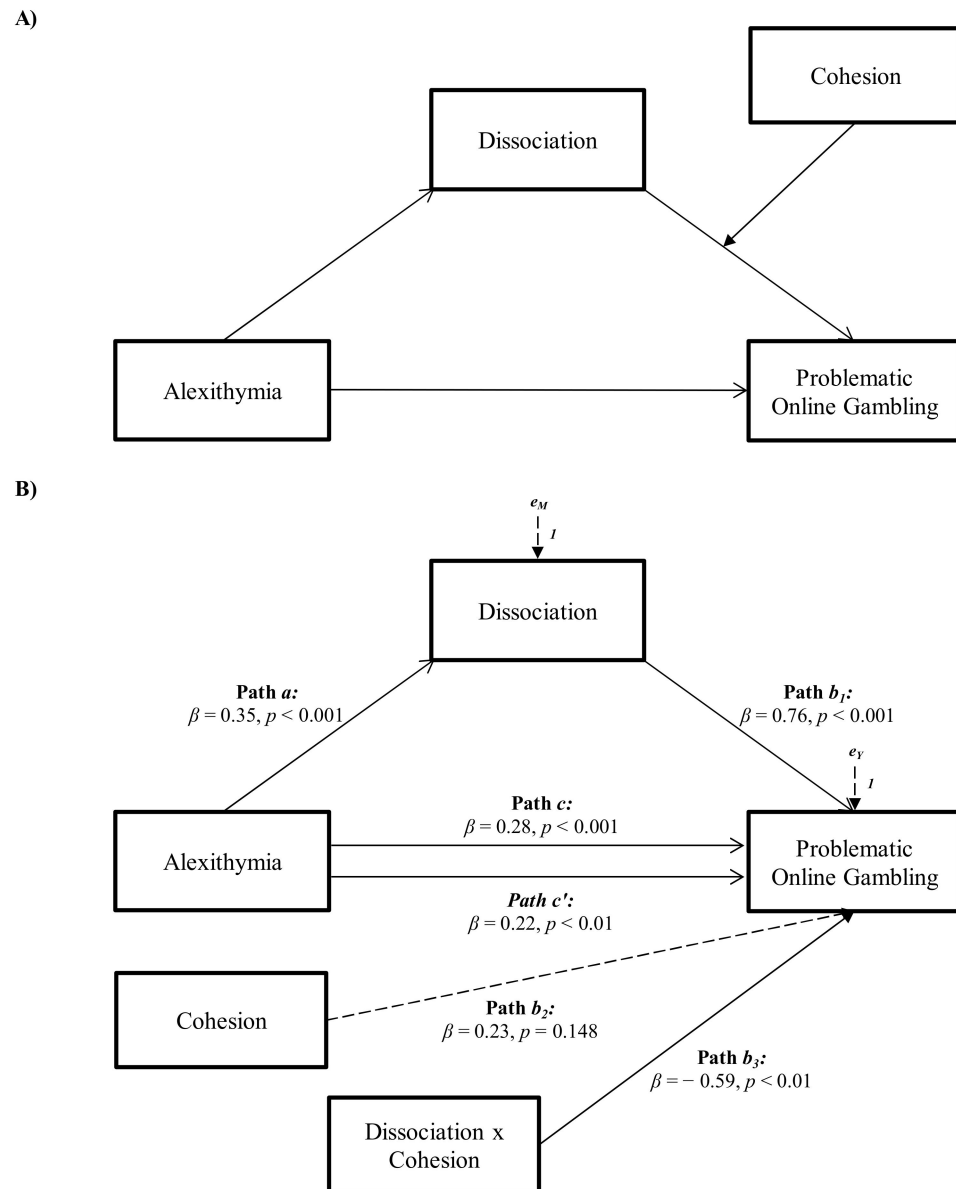 A)
Cohesion
Dissociation
Alexithymia
Problematic
Online Gambling
B)
eM
1
Dissociation
Path a:
β = 0.35, p < 0.001
Path b1:
β = 0.76, p < 0.001
eY
1
Path c:
β = 0.28, p < 0.001
Alexithymia
Problematic
Online Gambling
Path c':
β = 0.22, p < 0.01
Cohesion
Path b2:
β = 0.23, p = 0.148
Path b3:
β = − 0.59, p < 0.01
Dissociation x
Cohesion